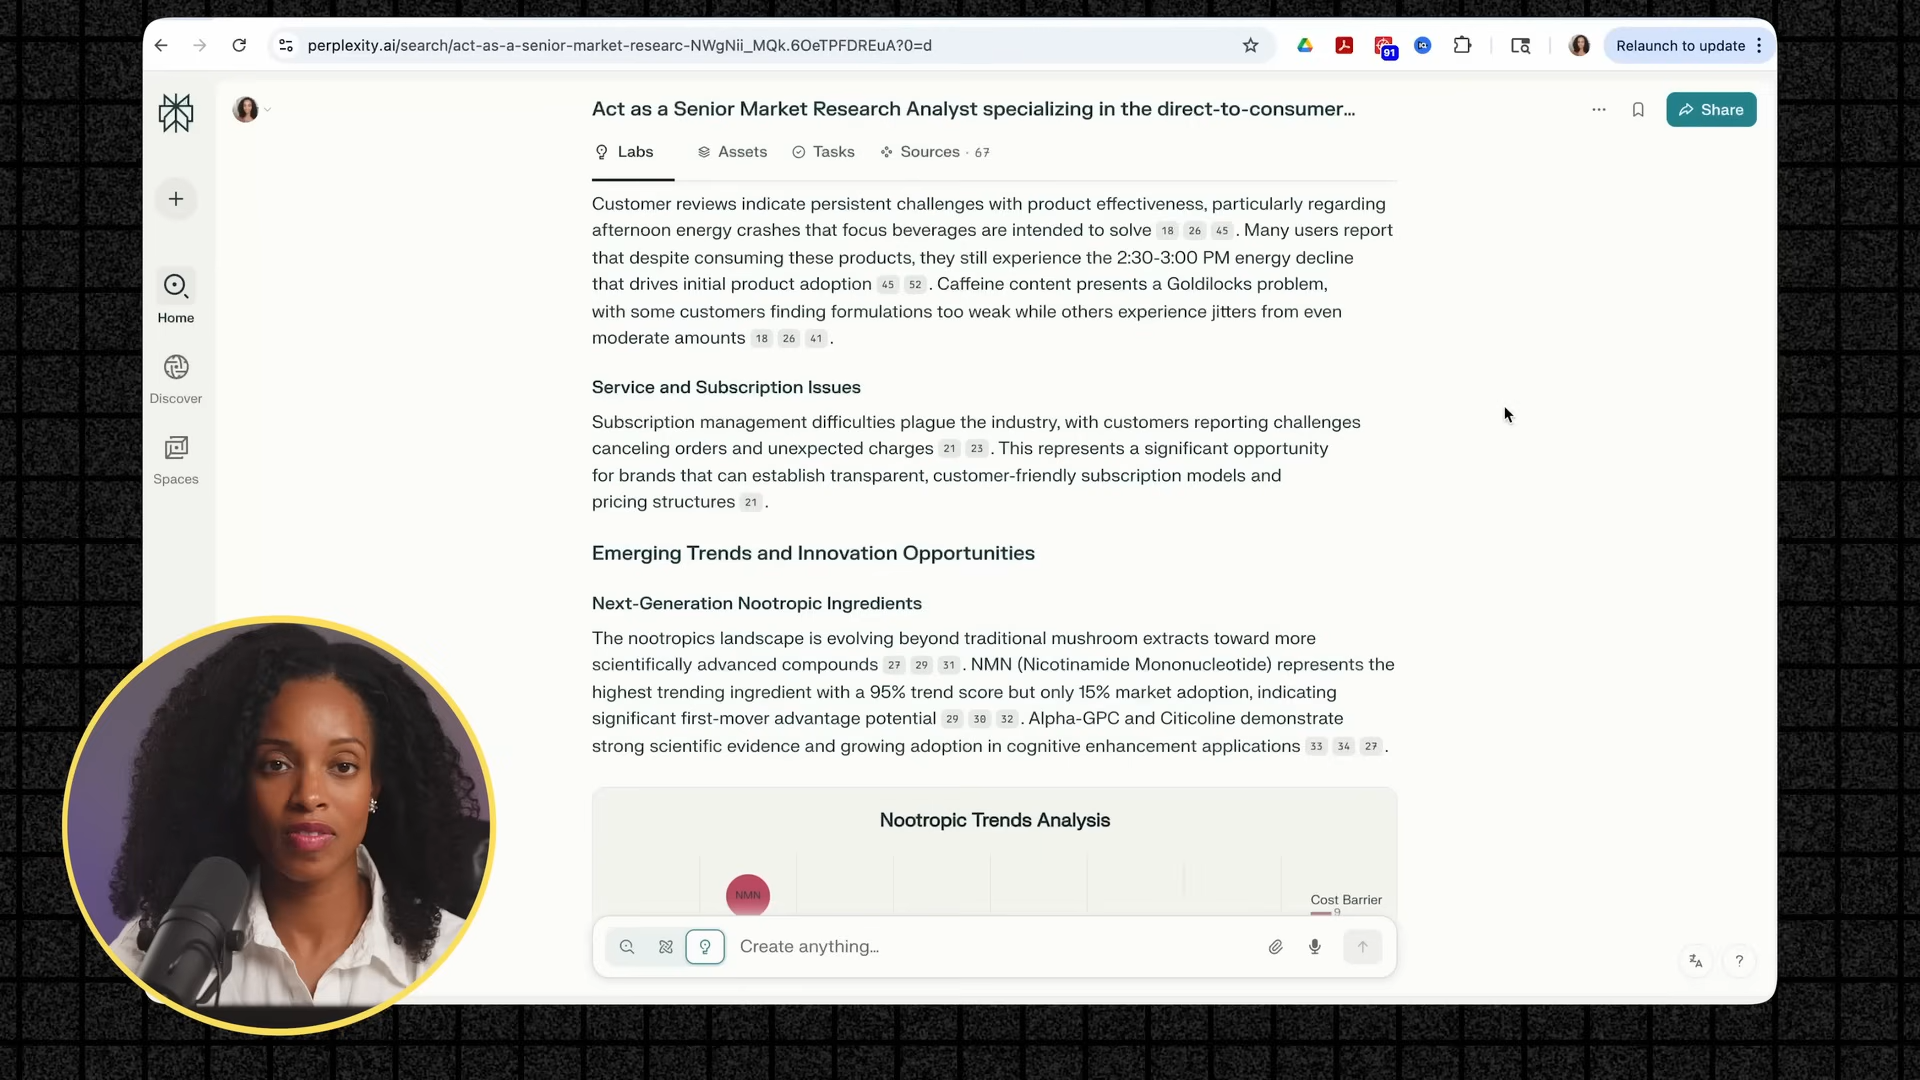 perplexity.ai/search/act-as-a-senior-market-researc-NWgNii_MQk.6OeTPFDREuA?0=d
91
Relaunch to update
Act as a Senior Market Research Analyst specializing in the direct-to-consumer…
Share
Labs
Assets
Tasks
Sources · 67
Home
Discover
Spaces
Customer reviews indicate persistent challenges with product effectiveness, particularly regarding
afternoon energy crashes that focus beverages are intended to solve 18 26 45 . Many users report
that despite consuming these products, they still experience the 2:30-3:00 PM energy decline
that drives initial product adoption 45 52 . Caffeine content presents a Goldilocks problem,
with some customers finding formulations too weak while others experience jitters from even
moderate amounts 18 26 41 .
Service and Subscription Issues
Subscription management difficulties plague the industry, with customers reporting challenges
canceling orders and unexpected charges 21 23 . This represents a significant opportunity
for brands that can establish transparent, customer-friendly subscription models and
pricing structures 21 .
Emerging Trends and Innovation Opportunities
Next-Generation Nootropic Ingredients
The nootropics landscape is evolving beyond traditional mushroom extracts toward more
scientifically advanced compounds 27 29 31 . NMN (Nicotinamide Mononucleotide) represents the
highest trending ingredient with a 95% trend score but only 15% market adoption, indicating
significant first-mover advantage potential 29 30 32 . Alpha-GPC and Citicoline demonstrate
strong scientific evidence and growing adoption in cognitive enhancement applications 33 34 27 .
Nootropic Trends Analysis
NMN
Cost Barrier
9
Create anything…
?